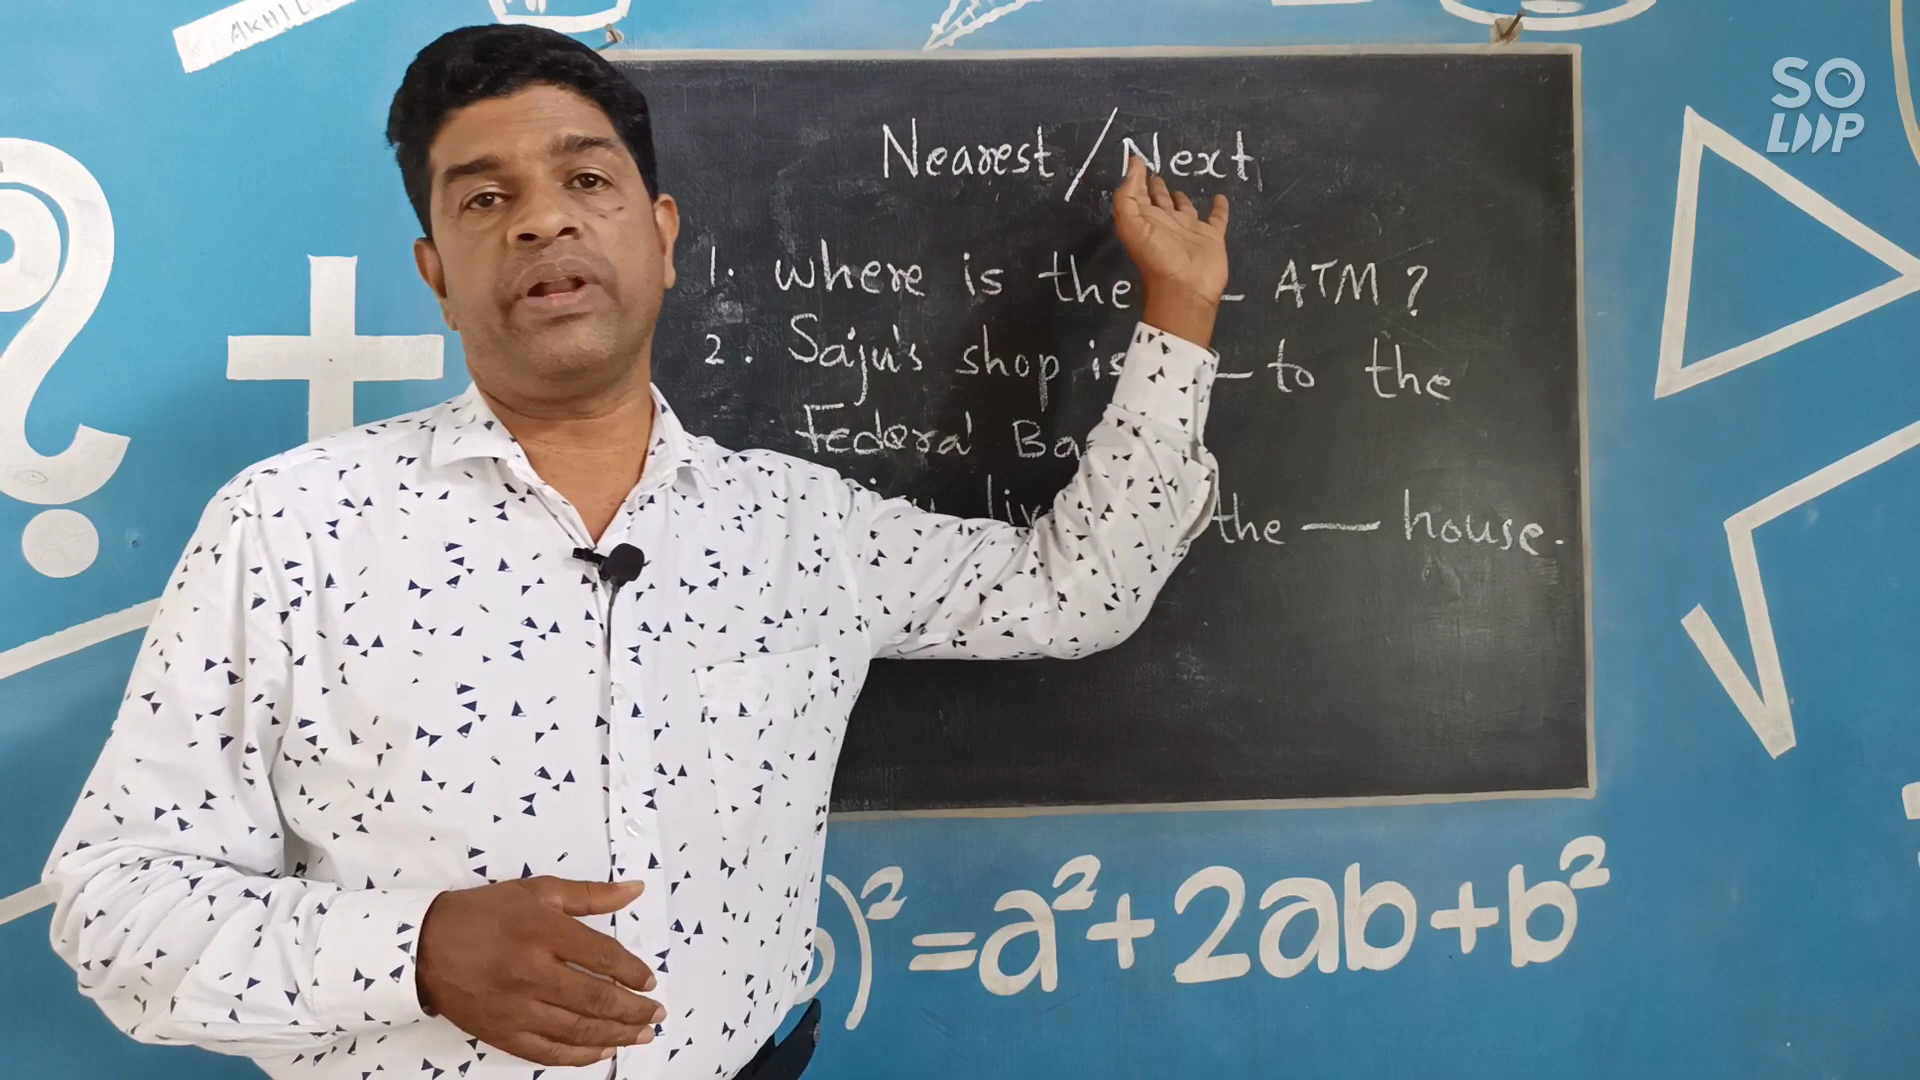 AKHIL
SO
LOOP
Nearest / Next
1. where is the — ATM ?
2. Saju's shop is — to the
Federal
the — house.
)² = a² + 2ab + b²